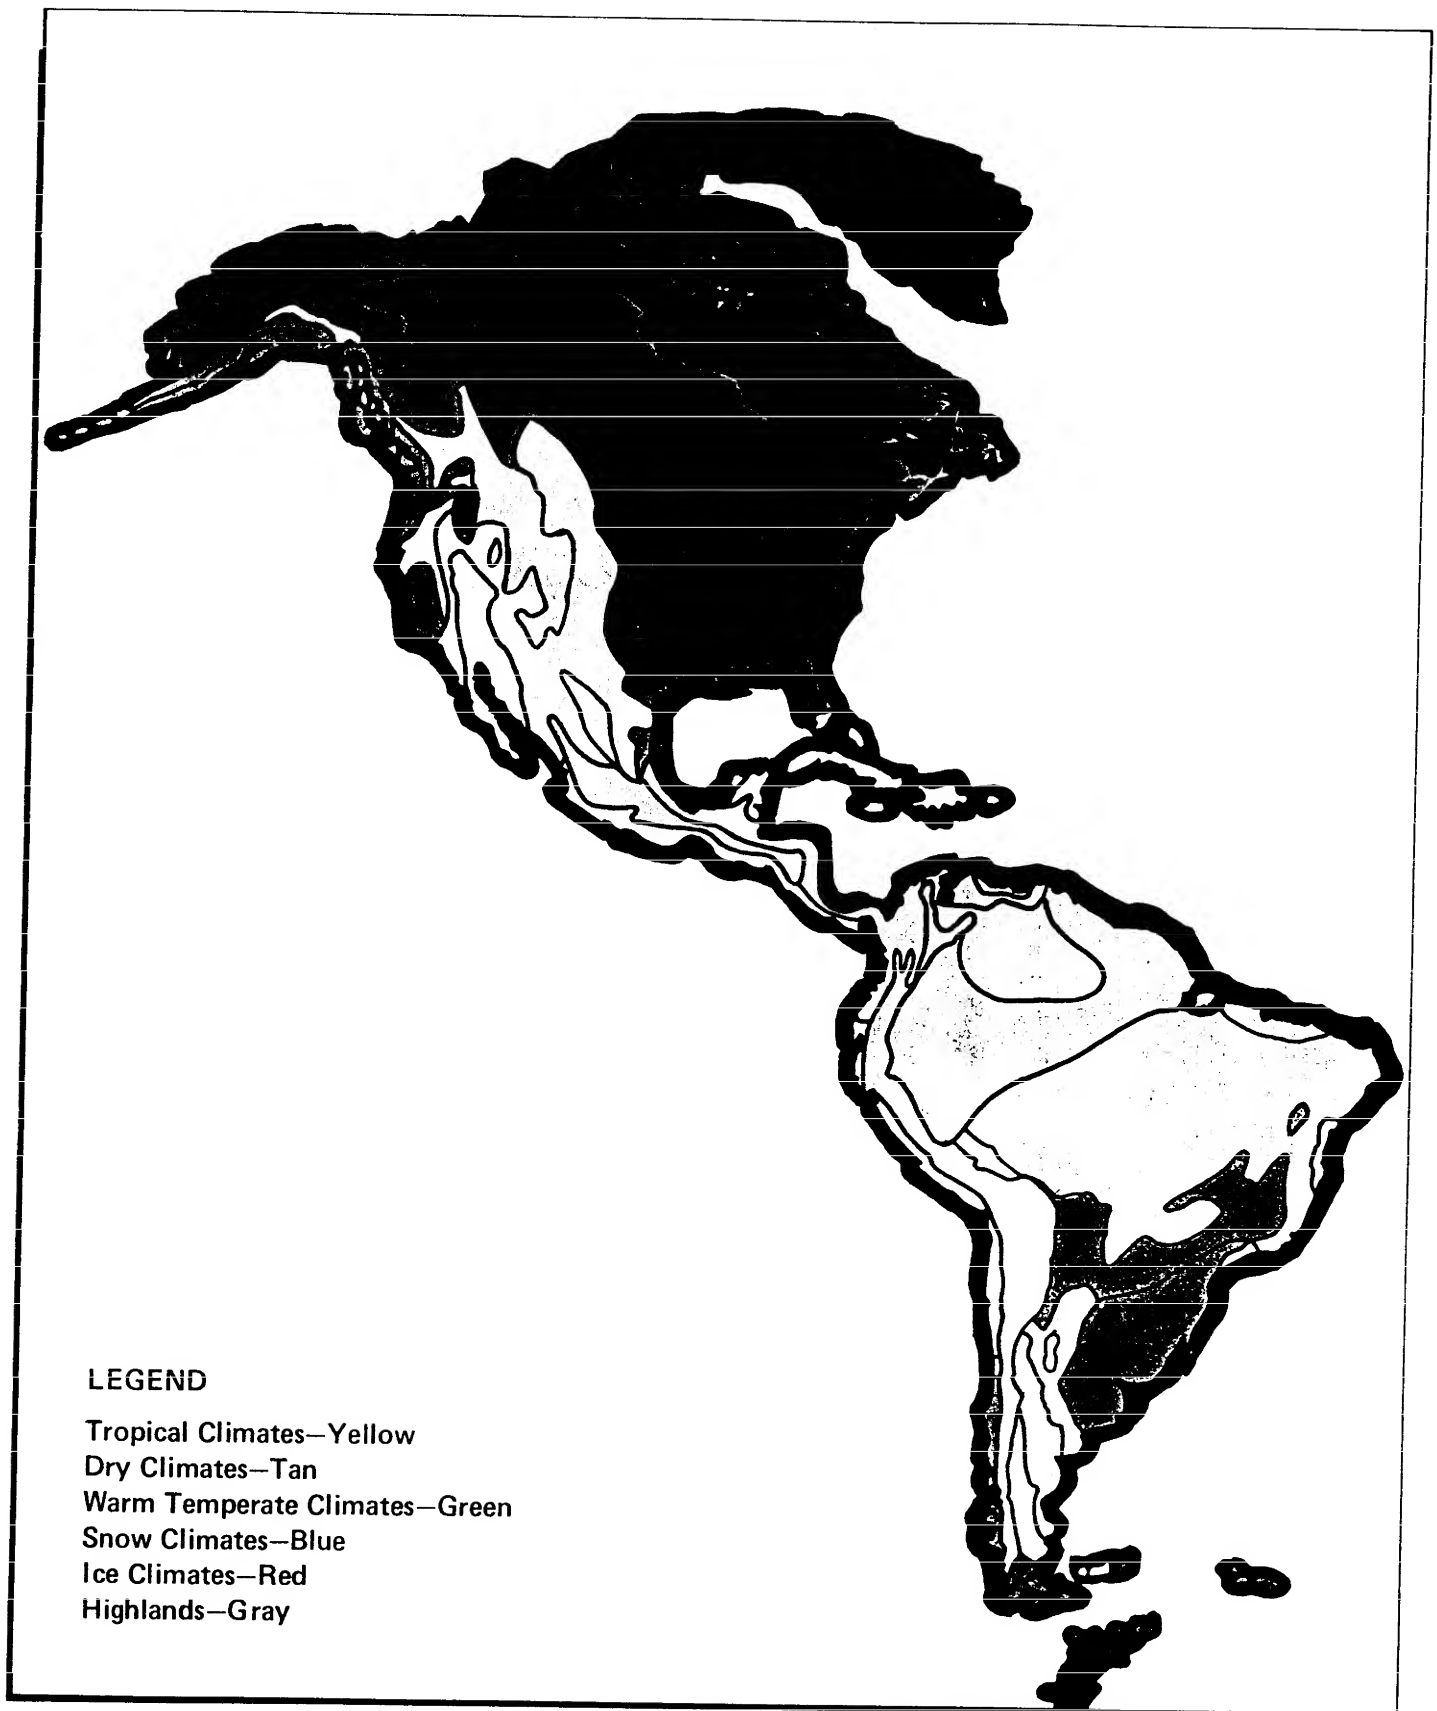 LEGEND
Tropical Climates—Yellow
Dry Climates—Tan
Warm Temperate Climates—Green
Snow Climates—Blue
Ice Climates—Red
Highlands—Gray